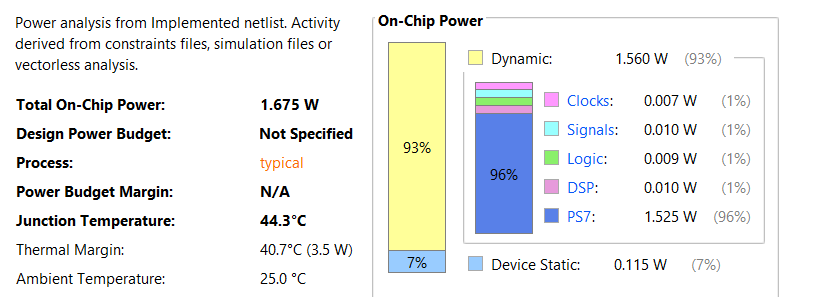 Power analysis from Implemented netlist. Activity
derived from constraints files, simulation files or
vectorless analysis.
Total On-Chip Power: 1.675 W
Design Power Budget: Not Specified
Process: typical
Power Budget Margin: N/A
Junction Temperature: 44.3°C
Thermal Margin: 40.7°C (3.5 W)
Ambient Temperature: 25.0 °C
On-Chip Power
93%
7%
Dynamic: 1.560 W (93%)
96%
Clocks: 0.007 W (1%)
Signals: 0.010 W (1%)
Logic: 0.009 W (1%)
DSP: 0.010 W (1%)
PS7: 1.525 W (96%)
Device Static: 0.115 W (7%)